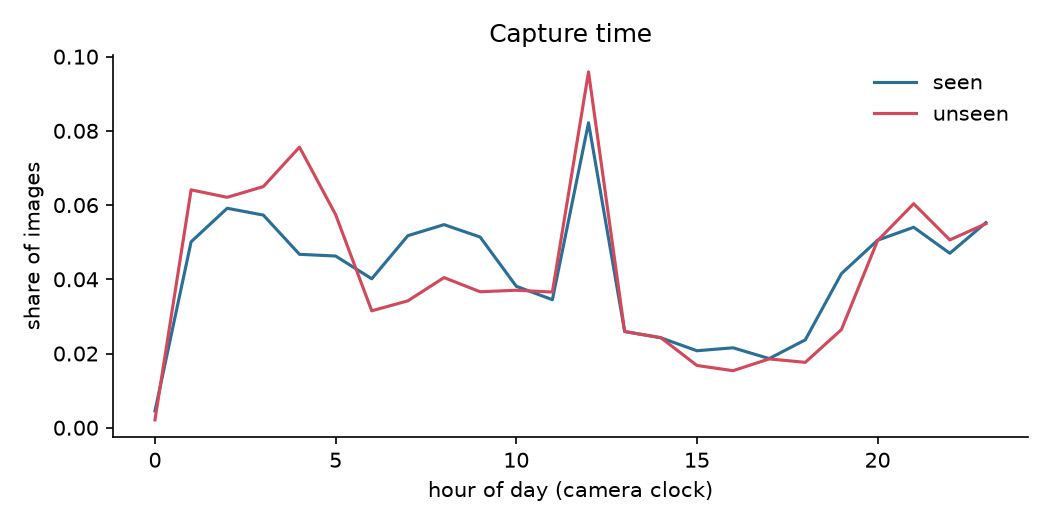 Capture time
0.10
0.08
0.06
0.04
0.02
0.00
share of images
seen
unseen
0 5 10 15 20
hour of day (camera clock)